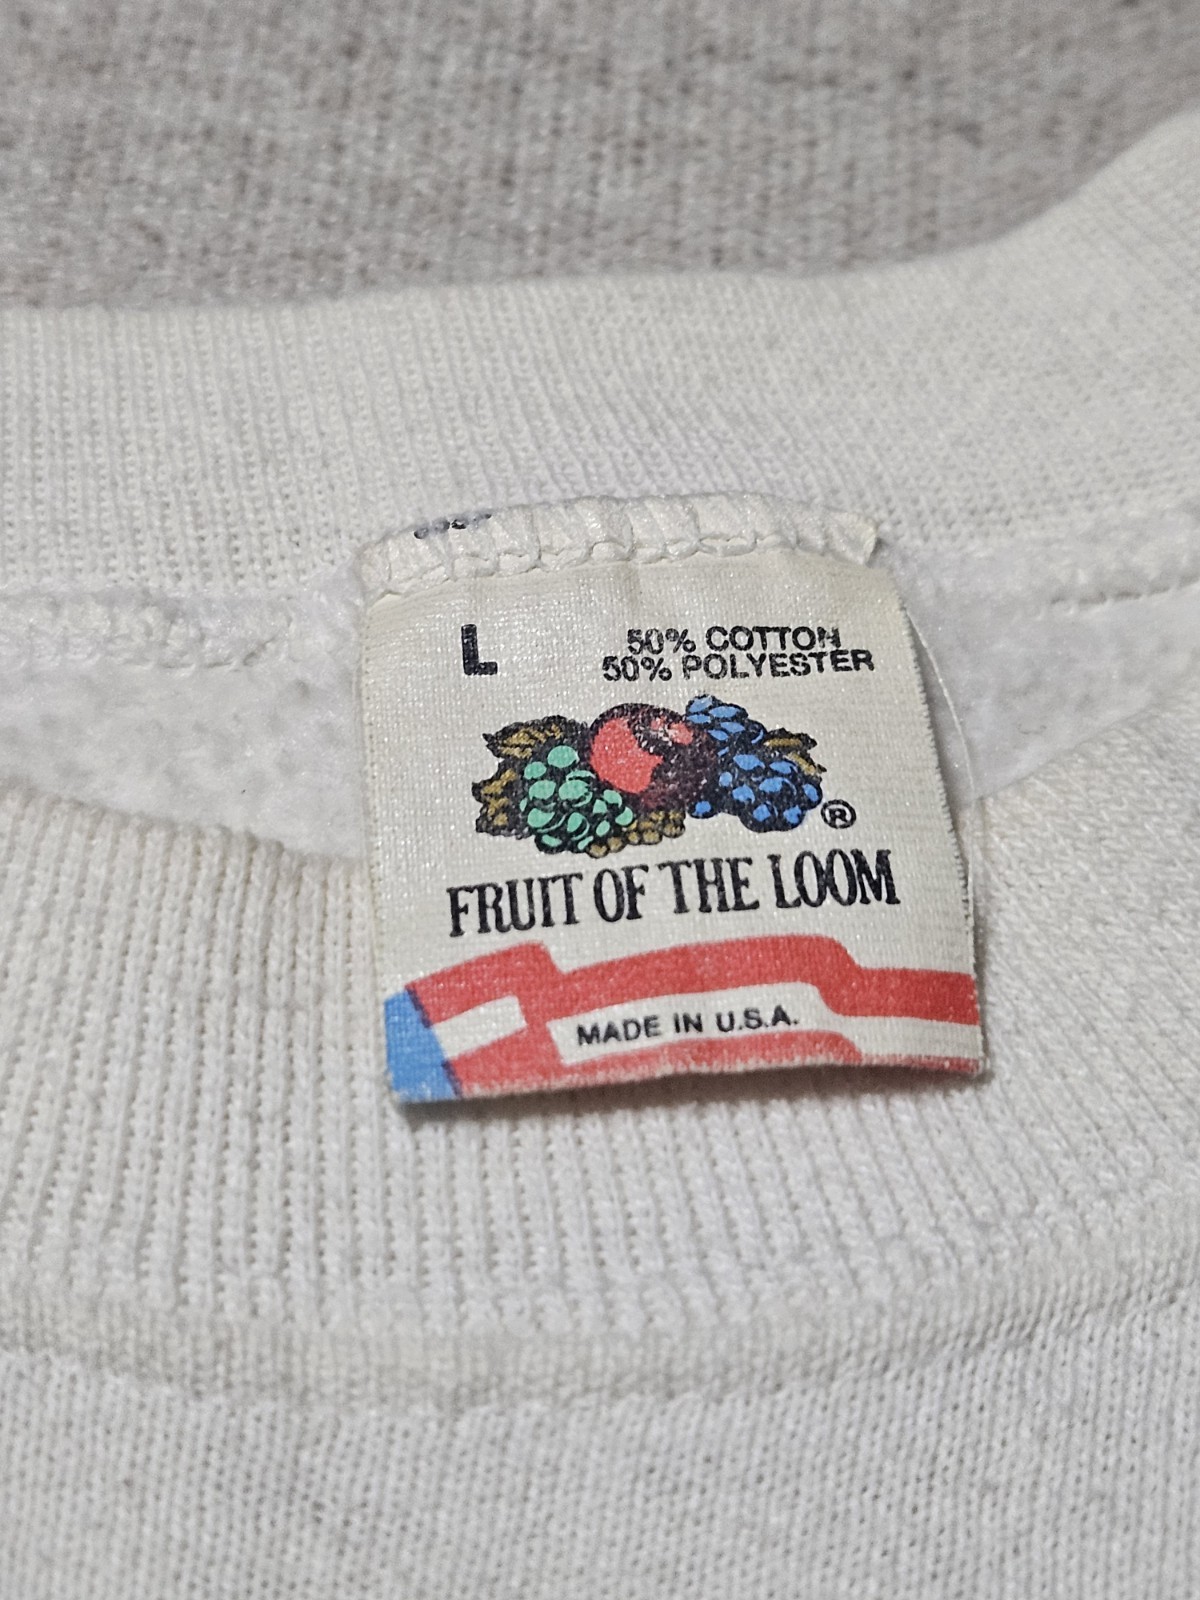 L
50% COTTON
50% POLYESTER
®
FRUIT OF THE LOOM
MADE IN U.S.A.